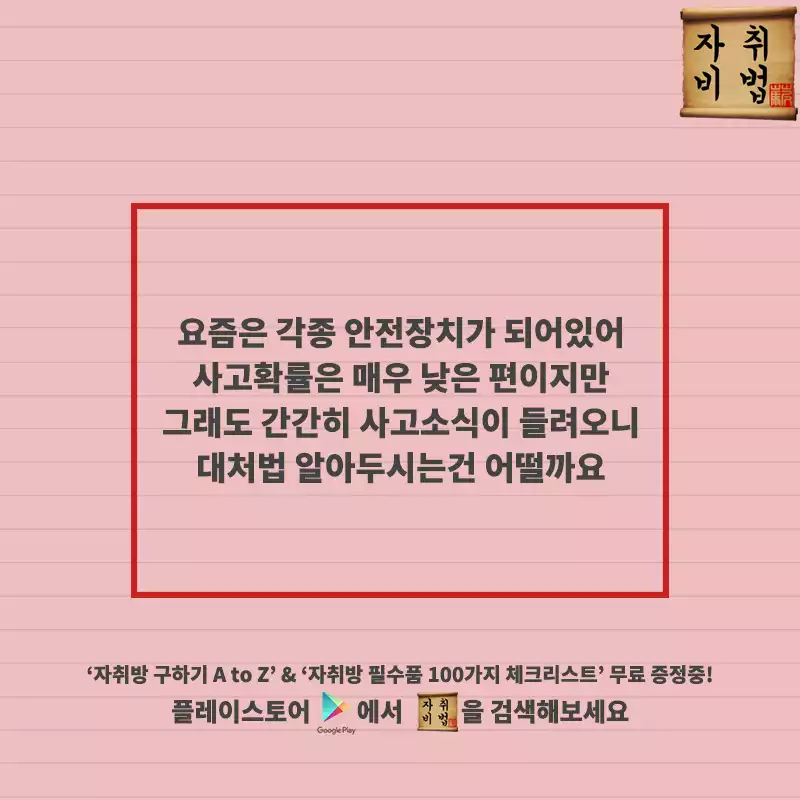 자취
비법
요즘은 각종 안전장치가 되어있어
사고확률은 매우 낮은 편이지만
그래도 간간히 사고소식이 들려오니
대처법 알아두시는건 어떨까요
‘자취방 구하기 A to Z’ & ‘자취방 필수품 100가지 체크리스트’ 무료 증정중!
플레이스토어 Google Play 에서 자취비법 을 검색해보세요